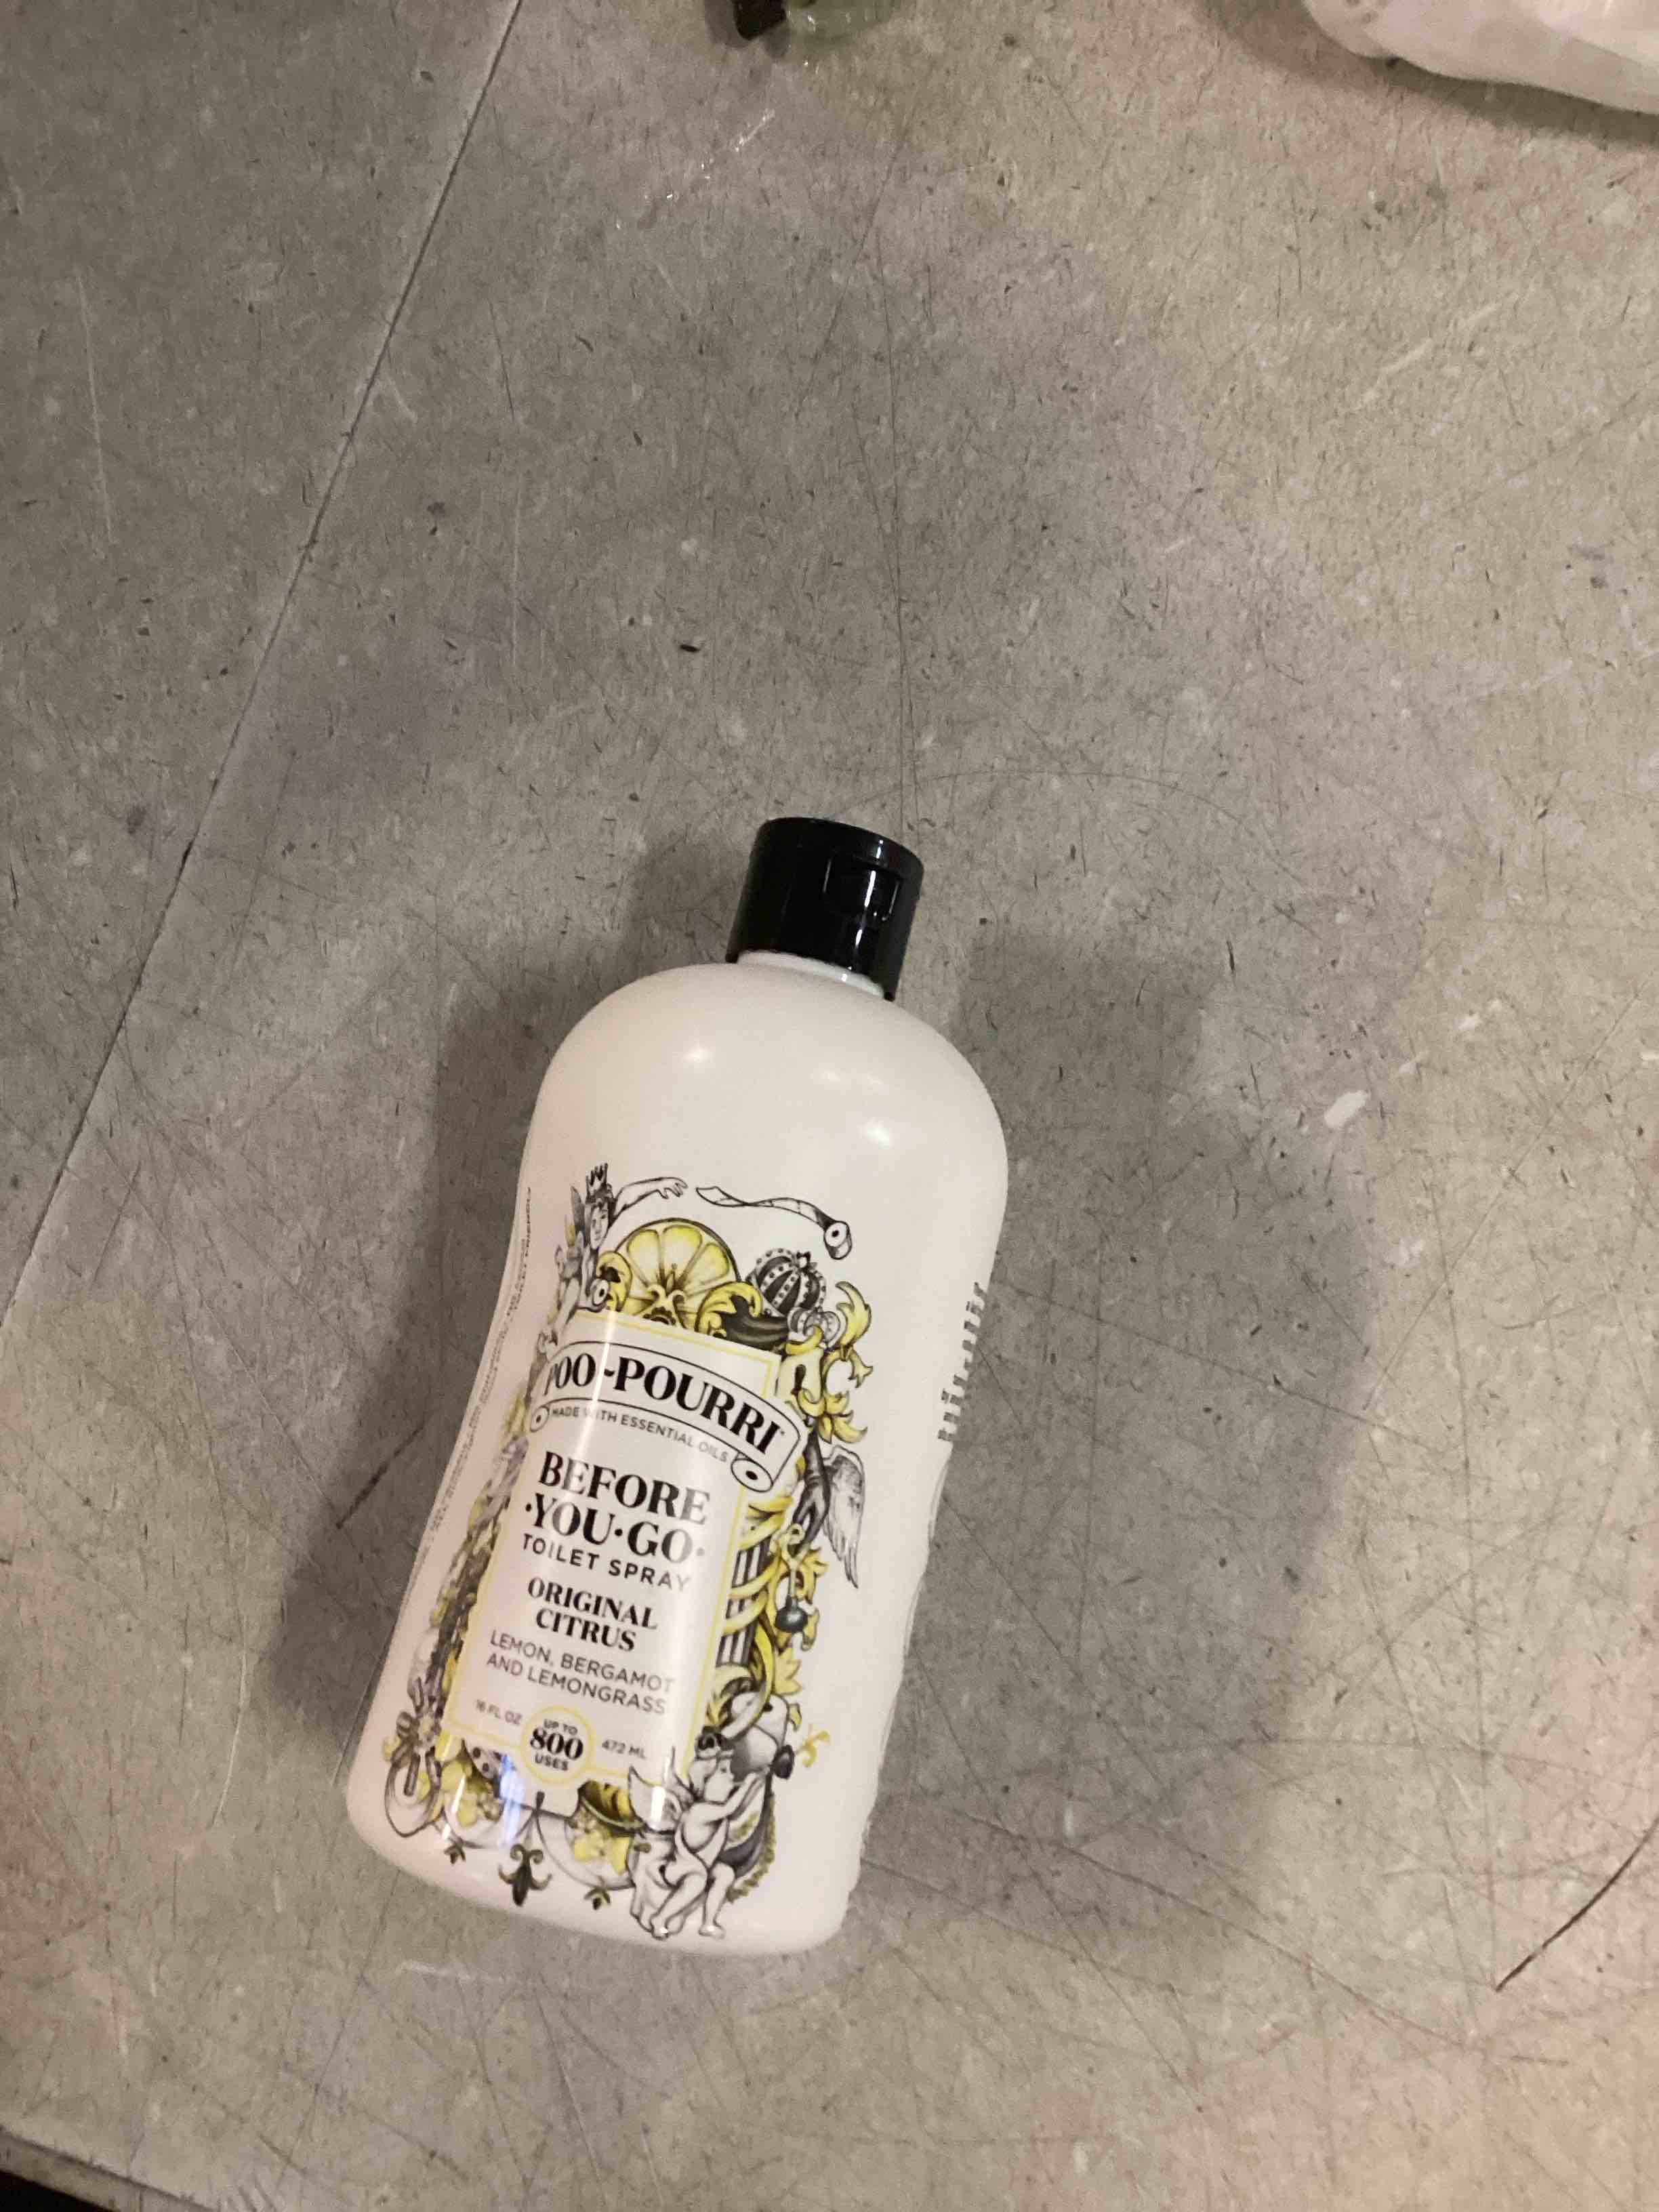 POO~POURRI
MADE WITH ESSENTIAL OILS
BEFORE
·YOU·GO·
TOILET SPRAY
ORIGINAL
CITRUS
LEMON, BERGAMOT
AND LEMONGRASS
16 FL OZ UP TO 800 USES 472 ML